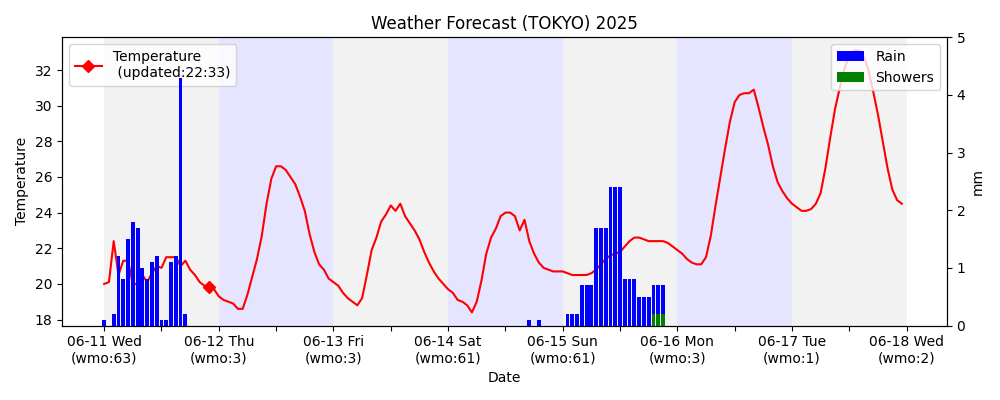 Weather Forecast (TOKYO) 2025
Temperature
(updated:22:33)
Rain
Showers
Temperature
32
30
28
26
24
22
20
18
5
4
3
2
1
0
mm
06-11 Wed
(wmo:63)
06-12 Thu
(wmo:3)
06-13 Fri
(wmo:3)
06-14 Sat
(wmo:61)
06-15 Sun
(wmo:61)
06-16 Mon
(wmo:3)
06-17 Tue
(wmo:1)
06-18 Wed
(wmo:2)
Date